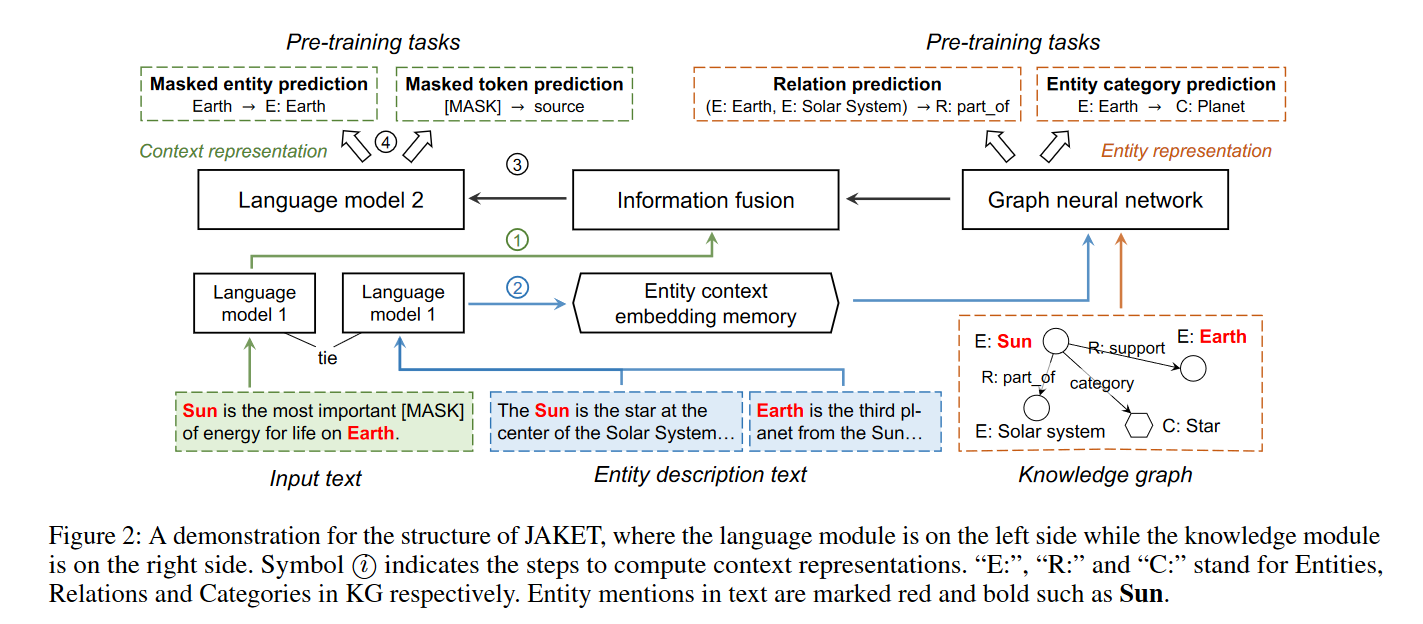 Pre-training tasks
Pre-training tasks
Masked entity prediction
Earth → E: Earth
Masked token prediction
[MASK] → source
Relation prediction
(E: Earth, E: Solar System) → R: part_of
Entity category prediction
E: Earth → C: Planet
Context representation
④
Entity representation
③
Language model 2
Information fusion
Graph neural network
①
Language
model 1
Language
model 1
②
Entity context
embedding memory
tie
E: Sun
E: Earth
R: support
R: part_of
category
E: Solar system
C: Star
Sun is the most important [MASK]
of energy for life on Earth.
The Sun is the star at the
center of the Solar System…
Earth is the third pl-
anet from the Sun…
Input text
Entity description text
Knowledge graph
Figure 2: A demonstration for the structure of JAKET, where the language module is on the left side while the knowledge module
is on the right side. Symbol ⓘ indicates the steps to compute context representations. “E:”, “R:” and “C:” stand for Entities,
Relations and Categories in KG respectively. Entity mentions in text are marked red and bold such as Sun.